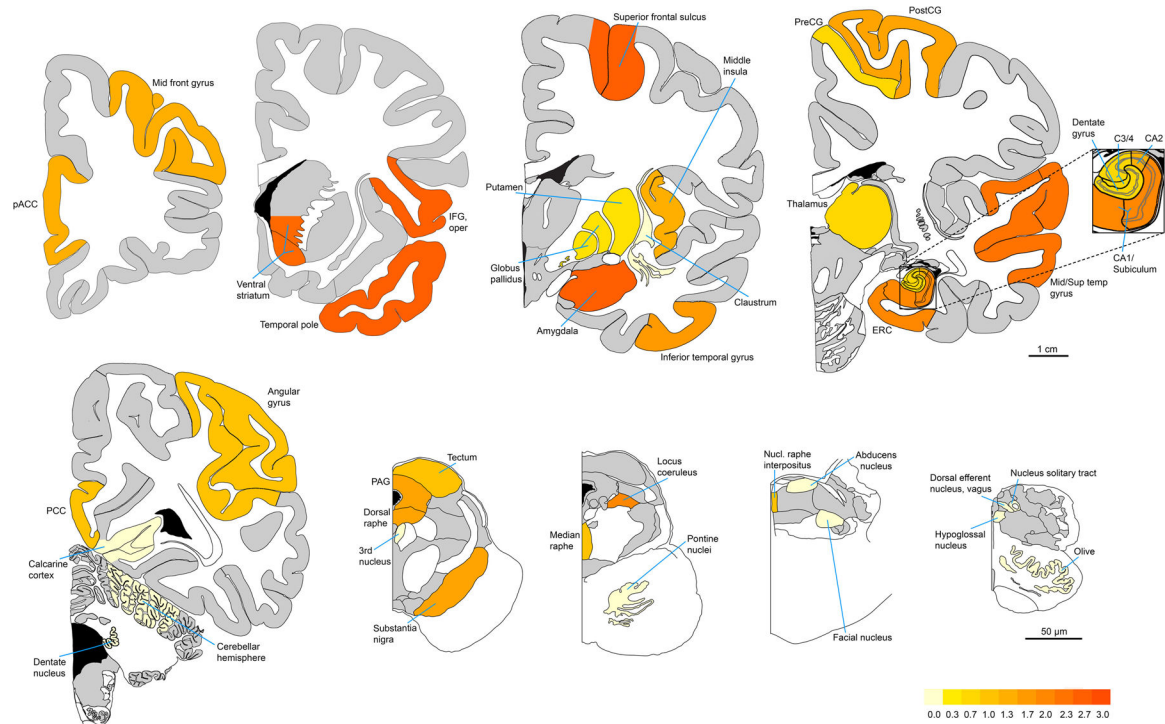 Superior frontal sulcus
PreCG
PostCG
Mid front gyrus
Middle
insula
Dentate
gyrus
C3/4
CA2
Putamen
Thalamus
pACC
IFG,
oper
Globus
pallidus
CA1/
Subiculum
Ventral
striatum
Claustrum
Mid/Sup temp
gyrus
Temporal pole
Amygdala
ERC
Inferior temporal gyrus
1 cm
Angular
gyrus
Tectum
Locus
coeruleus
Nucl. raphe
interpositus
Abducens
nucleus
Nucleus solitary tract
Dorsal efferent
nucleus, vagus
PAG
PCC
Dorsal
raphe
3rd
nucleus
Median
raphe
Pontine
nuclei
Hypoglossal
nucleus
Calcarine
cortex
Olive
Substantia
nigra
Facial nucleus
Cerebellar
hemisphere
Dentate
nucleus
50 µm
0.0 0.3 0.7 1.0 1.3 1.7 2.0 2.3 2.7 3.0